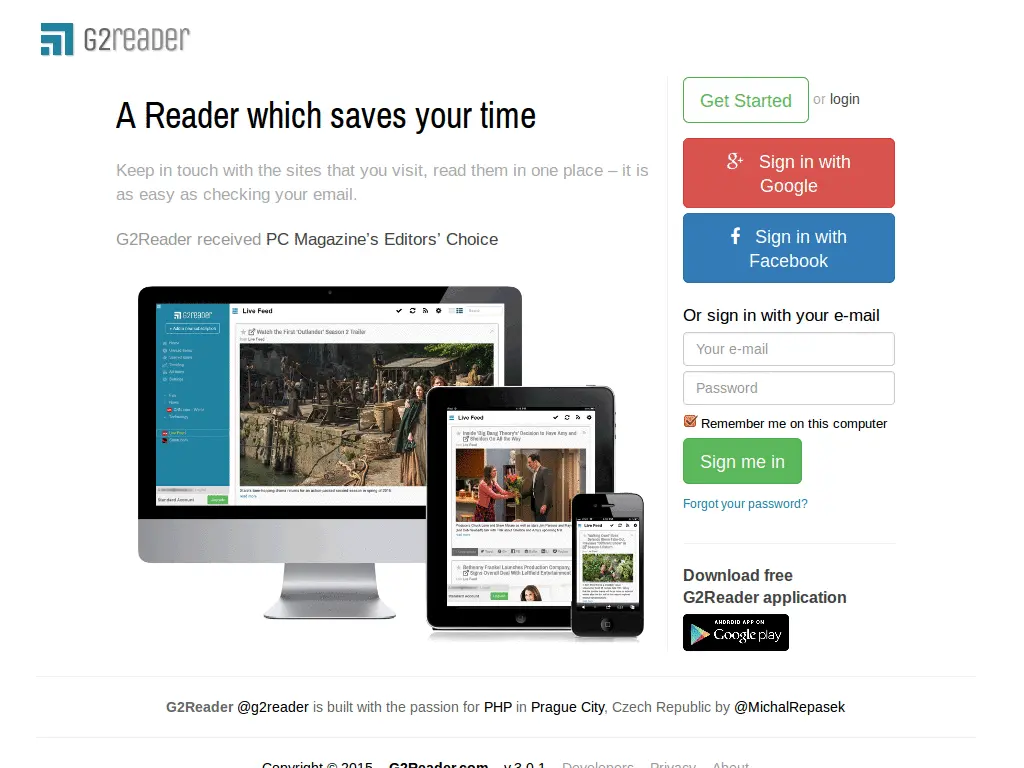 G2reader
Get Started or login
A Reader which saves your time
Keep in touch with the sites that you visit, read them in one place – it is
as easy as checking your email.
G2Reader received PC Magazine's Editors' Choice
Sign in with
Google
Sign in with
Facebook
Or sign in with your e-mail
Your e-mail
Password
Remember me on this computer
Sign me in
Forgot your password?
Download free
G2Reader application
ANDROID APP ON
Google play
G2reader
+ Add a new subscription
Live Feed
Watch the First 'Outlander' Season 2 Trailer
Standard Account
Live Feed
Inside 'Big Bang Theory's' Decision to Have Amy and
Sheldon Go All the Way
Bethenny Frankel Launches Production Company,
Signs Overall Deal With Leftfield Entertainment
Live Feed
G2Reader @g2reader is built with the passion for PHP in Prague City, Czech Republic by @MichalRepasek
Copyright © 2015 G2Reader.com v.3.0.1 Developers Privacy About